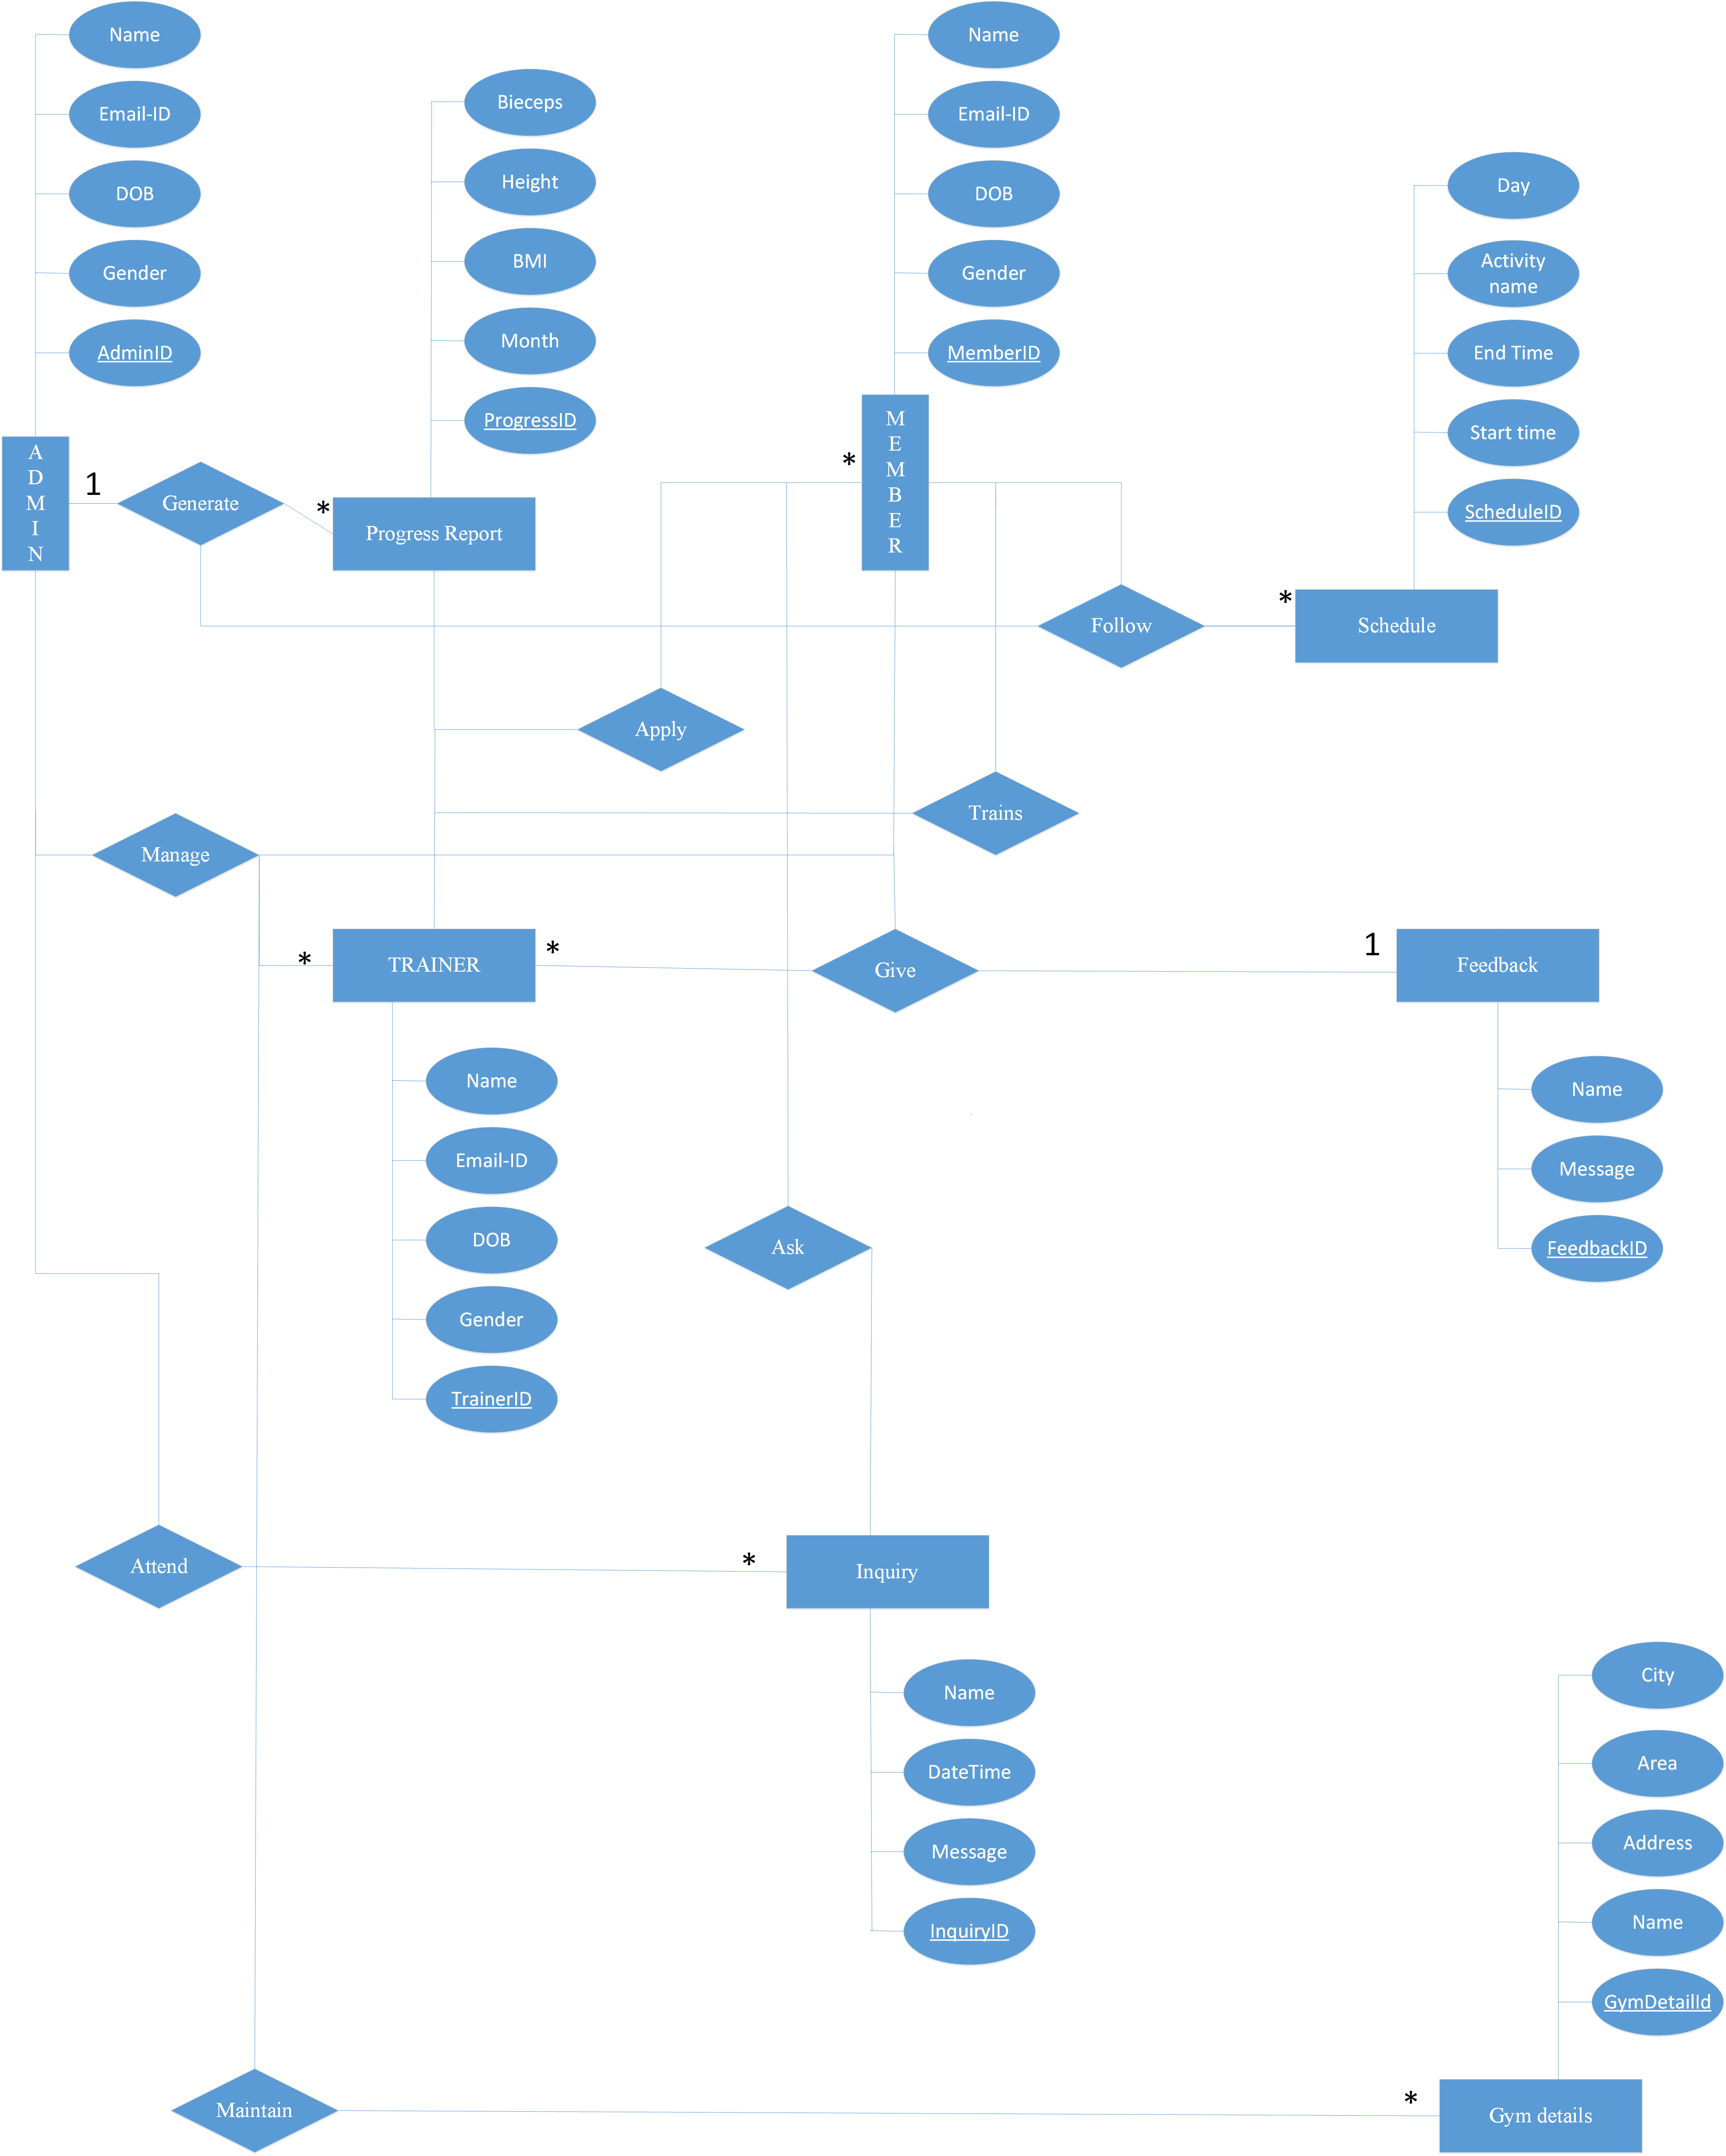 Name
Email-ID
DOB
Gender
AdminID
A
D
M
I
N
1
Generate
*
Bieceps
Height
BMI
Month
ProgressID
Progress Report
Name
Email-ID
DOB
Gender
MemberID
*
M
E
M
B
E
R
Day
Activity
name
End Time
Start time
ScheduleID
Follow
*
Schedule
Apply
Trains
Manage
*
TRAINER
*
Give
1
Feedback
Name
Email-ID
DOB
Gender
TrainerID
Name
Message
FeedbackID
Ask
Attend
*
Inquiry
Name
DateTime
Message
InquiryID
City
Area
Address
Name
GymDetailId
Maintain
*
Gym details